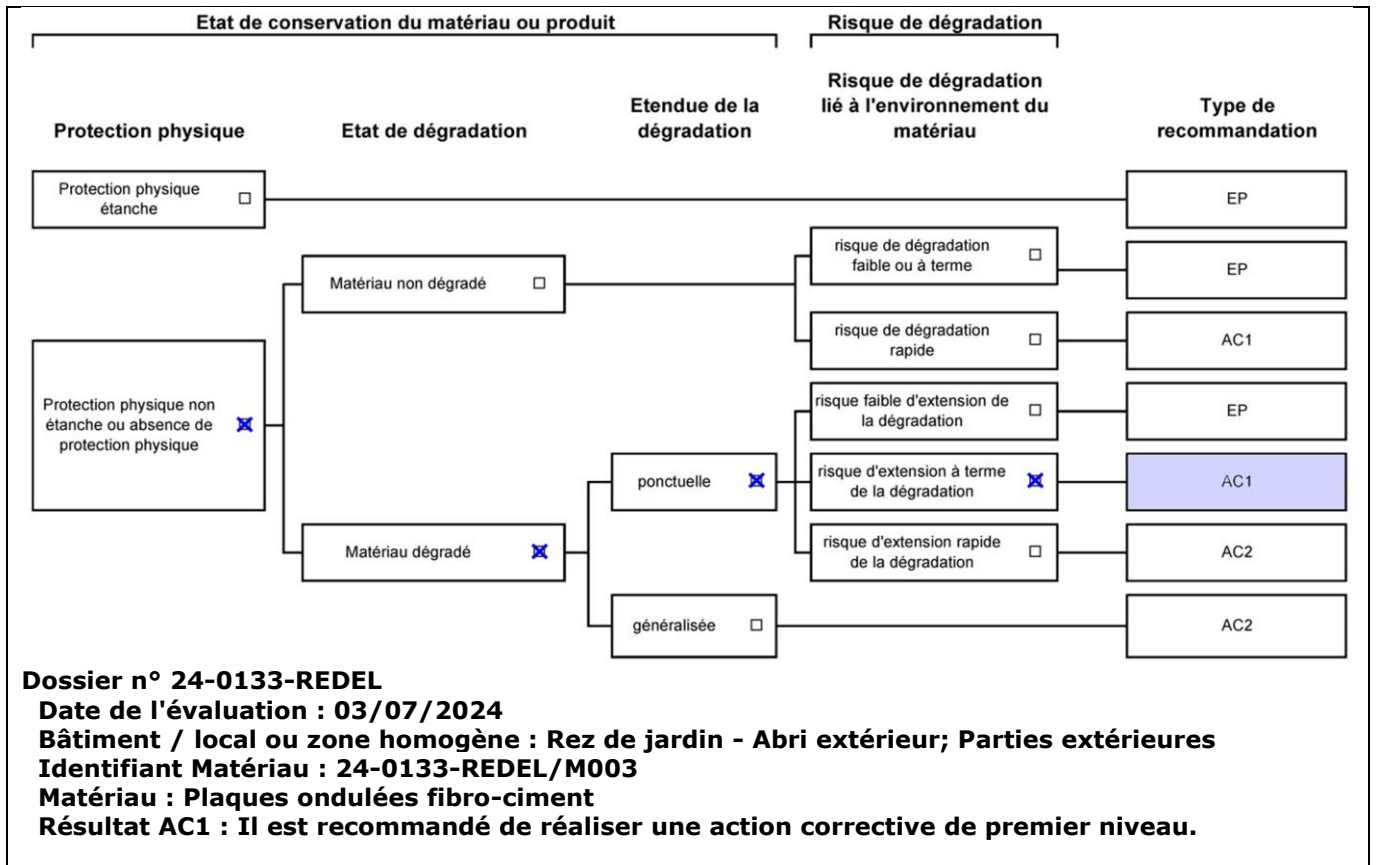 Etat de conservation du matériau ou produit
Risque de dégradation
Protection physique
Etat de dégradation
Etendue de la
dégradation
Risque de dégradation
lié à l'environnement du
matériau
Type de
recommandation
Protection physique
étanche
EP
risque de dégradation
faible ou à terme
EP
Matériau non dégradé
risque de dégradation
rapide
AC1
Protection physique non
étanche ou absence de
protection physique
risque faible d'extension de
la dégradation
EP
ponctuelle
risque d'extension à terme
de la dégradation
AC1
Matériau dégradé
risque d'extension rapide
de la dégradation
AC2
généralisée
AC2
Dossier n° 24-0133-REDEL
Date de l'évaluation : 03/07/2024
Bâtiment / local ou zone homogène : Rez de jardin - Abri extérieur; Parties extérieures
Identifiant Matériau : 24-0133-REDEL/M003
Matériau : Plaques ondulées fibro-ciment
Résultat AC1 : Il est recommandé de réaliser une action corrective de premier niveau.